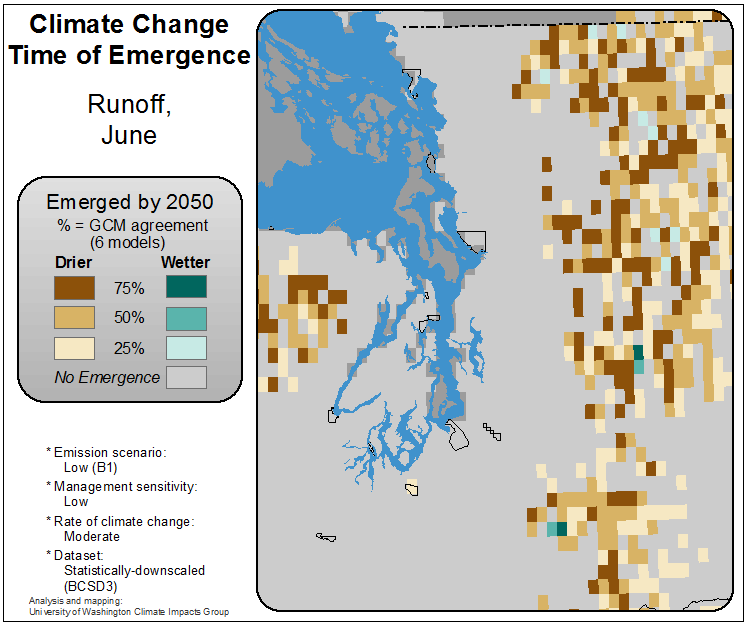 Climate Change
Time of Emergence
Runoff,
June
Emerged by 2050
% = GCM agreement
(6 models)
Drier Wetter
75%
50%
25%
No Emergence
* Emission scenario:
Low (B1)
* Management sensitivity:
Low
* Rate of climate change:
Moderate
* Dataset:
Statistically-downscaled
(BCSD3)
Analysis and mapping:
University of Washington Climate Impacts Group